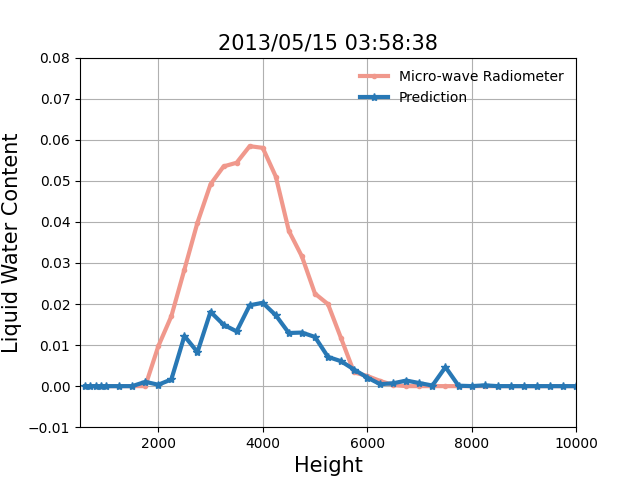 2013/05/15 03:58:38
Micro-wave Radiometer
Prediction
Liquid Water Content
0.08
0.07
0.06
0.05
0.04
0.03
0.02
0.01
0.00
−0.01
2000 4000 6000 8000 10000
Height